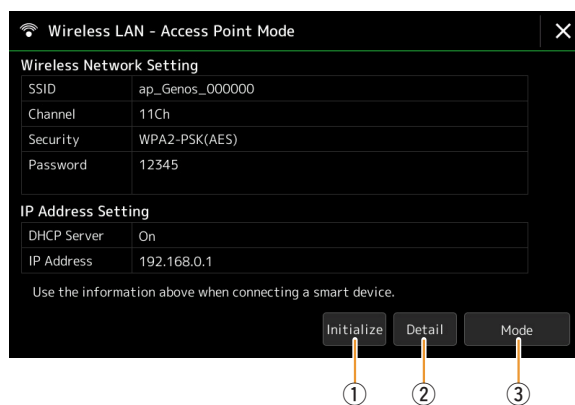 Wireless LAN - Access Point Mode
Wireless Network Setting
SSID ap_Genos_000000
Channel 11Ch
Security WPA2-PSK(AES)
Password 12345
IP Address Setting
DHCP Server On
IP Address 192.168.0.1
Use the information above when connecting a smart device.
Initialize Detail Mode
① ② ③